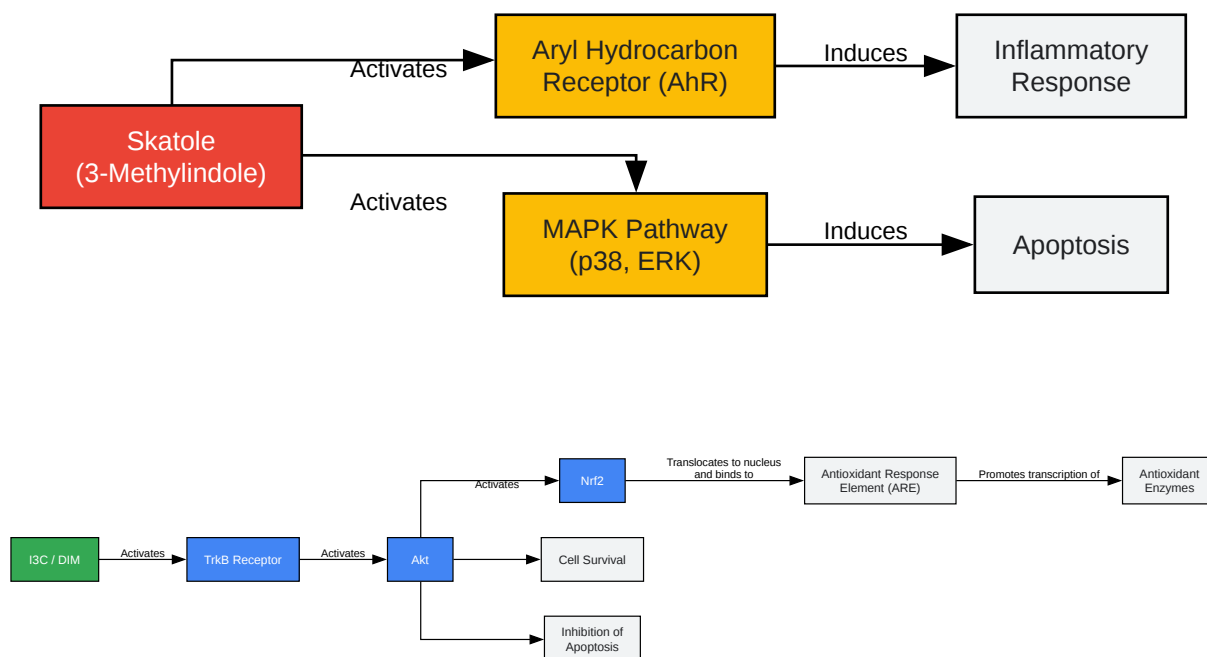 Activates
Aryl Hydrocarbon
Receptor (AhR)
Induces
Inflammatory
Response
Skatole
(3-Methylindole)
Activates
MAPK Pathway
(p38, ERK)
Induces
Apoptosis
I3C / DIM
Activates
TrkB Receptor
Activates
Akt
Activates
Nrf2
Translocates to nucleus
and binds to
Antioxidant Response
Element (ARE)
Promotes transcription of
Antioxidant
Enzymes
Cell Survival
Inhibition of
Apoptosis